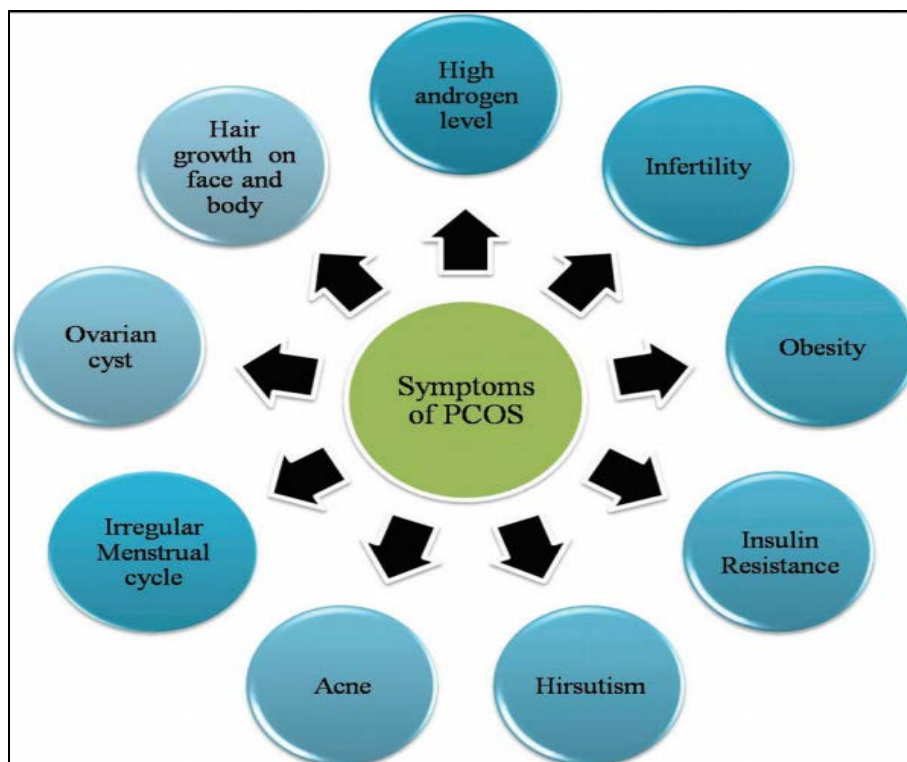 Symptoms
of PCOS
High
androgen
level
Infertility
Obesity
Insulin
Resistance
Hirsutism
Acne
Irregular
Menstrual
cycle
Ovarian
cyst
Hair
growth on
face and
body